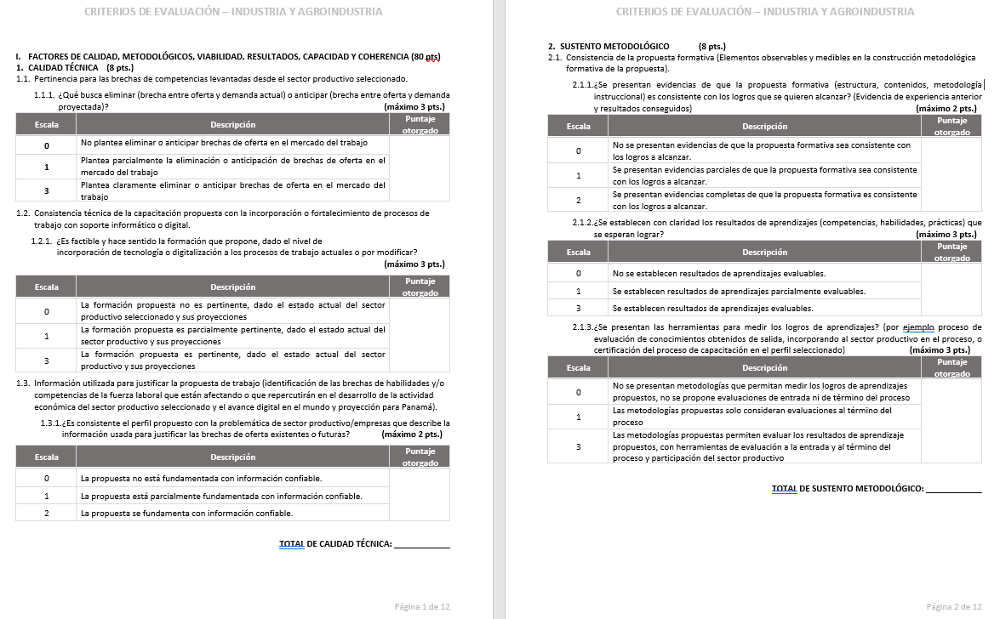 CRITERIOS DE EVALUACIÓN – INDUSTRIA Y AGROINDUSTRIA
I. FACTORES DE CALIDAD, METODOLÓGICOS, VIABILIDAD, RESULTADOS, CAPACIDAD Y COHERENCIA (80 pts)
1. CALIDAD TÉCNICA (8 pts.)
1.1. Pertinencia para las brechas de competencias levantadas desde el sector productivo seleccionado.
1.1.1. ¿Qué busca eliminar (brecha entre oferta y demanda actual) o anticipar (brecha entre oferta y demanda
proyectada)? (máximo 3 pts.)
Escala Descripción Puntaje
otorgado
0 No plantea eliminar o anticipar brechas de oferta en el mercado del trabajo
1 Plantea parcialmente la eliminación o anticipación de brechas de oferta en el
mercado del trabajo
3 Plantea claramente eliminar o anticipar brechas de oferta en el mercado del
trabajo
1.2. Consistencia técnica de la capacitación propuesta con la incorporación o fortalecimiento de procesos de
trabajo con soporte informático o digital.
1.2.1. ¿Es factible y hace sentido la formación que propone, dado el nivel de
incorporación de tecnología o digitalización a los procesos de trabajo actuales o por modificar?
(máximo 3 pts.)
Escala Descripción Puntaje
otorgado
0 La formación propuesta no es pertinente, dado el estado actual del sector
productivo seleccionado y sus proyecciones
1 La formación propuesta es parcialmente pertinente, dado el estado actual del
sector productivo y sus proyecciones
3 La formación propuesta es pertinente, dado el estado actual del sector
productivo y sus proyecciones
1.3. Información utilizada para justificar la propuesta de trabajo (identificación de las brechas de habilidades y/o
competencias de la fuerza laboral que están afectando o que repercutirán en el desarrollo de la actividad
económica del sector productivo seleccionado y el avance digital en el mundo y proyección para Panamá).
1.3.1.¿Es consistente el perfil propuesto con la problemática de sector productivo/empresas que describe la
información usada para justificar las brechas de oferta existentes o futuras? (máximo 2 pts.)
Escala Descripción Puntaje
otorgado
0 La propuesta no está fundamentada con información confiable.
1 La propuesta está parcialmente fundamentada con información confiable.
2 La propuesta se fundamenta con información confiable.
TOTAL DE CALIDAD TÉCNICA: ____________
Página 1 de 12
CRITERIOS DE EVALUACIÓN – INDUSTRIA Y AGROINDUSTRIA
2. SUSTENTO METODOLÓGICO (8 pts.)
2.1. Consistencia de la propuesta formativa (Elementos observables y medibles en la construcción metodológica
formativa de la propuesta).
2.1.1.¿Se presentan evidencias de que la propuesta formativa (estructura, contenidos, metodología
instruccional) es consistente con los logros que se quieren alcanzar? (Evidencia de experiencia anterior
y resultados conseguidos) (máximo 2 pts.)
Escala Descripción Puntaje
otorgado
0 No se presentan evidencias de que la propuesta formativa sea consistente con
los logros a alcanzar.
1 Se presentan evidencias parciales de que la propuesta formativa sea consistente
con los logros a alcanzar.
2 Se presentan evidencias completas de que la propuesta formativa es consistente
con los logros a alcanzar.
2.1.2.¿Se establecen con claridad los resultados de aprendizajes (competencias, habilidades, prácticas) que
se esperan lograr? (máximo 3 pts.)
Escala Descripción Puntaje
otorgado
0 No se establecen resultados de aprendizajes evaluables.
1 Se establecen resultados de aprendizajes parcialmente evaluables.
3 Se establecen resultados de aprendizajes evaluables.
2.1.3.¿Se presentan las herramientas para medir los logros de aprendizajes? (por ejemplo proceso de
evaluación de conocimientos obtenidos de salida, incorporando al sector productivo en el proceso, o
certificación del proceso de capacitación en el perfil seleccionado) (máximo 3 pts.)
Escala Descripción Puntaje
otorgado
0 No se presentan metodologías que permitan medir los logros de aprendizajes
propuestos, no se propone evaluaciones de entrada ni de término del proceso
1 Las metodologías propuestas solo consideran evaluaciones al término del
proceso
3 Las metodologías propuestas permiten evaluar los resultados de aprendizaje
propuestos, con herramientas de evaluación a la entrada y al término del
proceso y participación del sector productivo
TOTAL DE SUSTENTO METODOLÓGICO: ____________
Página 2 de 12